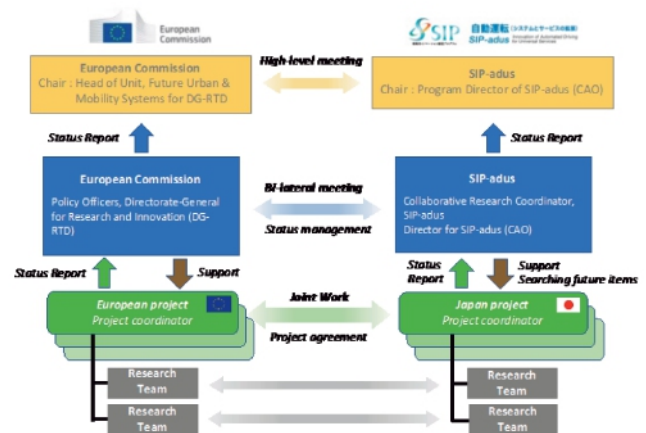 European
Commission
SIP
自動運転
SIP-adus
European Commission
Chair : Head of Unit, Future Urban &
Mobility Systems for DG-RTD
High-level meeting
SIP-adus
Chair : Program Director of SIP-adus (CAO)
Status Report
Status Report
European Commission
Policy Officers, Directorate-General
for Research and Innovation (DG-
RTD)
Bi-lateral meeting
Status management
SIP-adus
Collaborative Research Coordinator,
SIP-adus
Director for SIP-adus (CAO)
Status Report
Support
Status
Report
Support
Searching future items
European project
Project coordinator
Joint Work
Project agreement
Japan project
Project coordinator
Research
Team
Research
Team
Research
Team
Research
Team